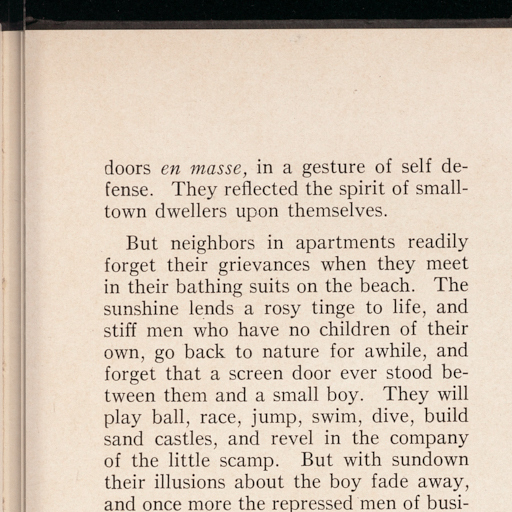 doors en masse, in a gesture of self de-
fense. They reflected the spirit of small-
town dwellers upon themselves.
But neighbors in apartments readily
forget their grievances when they meet
in their bathing suits on the beach. The
sunshine lends a rosy tinge to life, and
stiff men who have no children of their
own, go back to nature for awhile, and
forget that a screen door ever stood be-
tween them and a small boy. They will
play ball, race, jump, swim, dive, build
sand castles, and revel in the company
of the little scamp. But with sundown
their illusions about the boy fade away,
and once more the repressed men of busi-